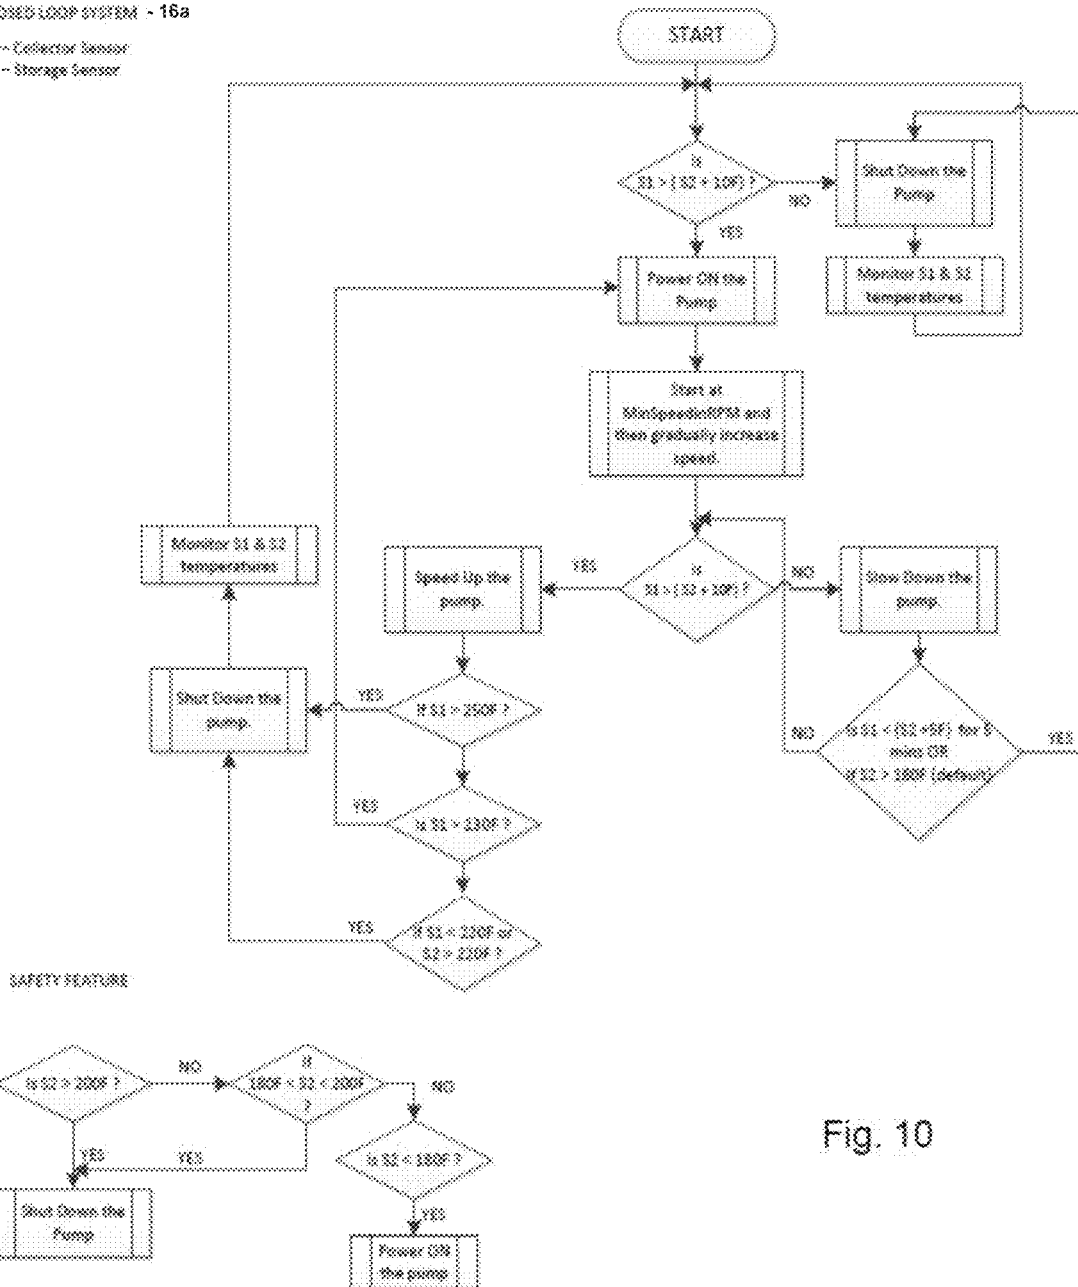 OSED LOOP SYSTEM - 16a
-- Collector Sensor
-- Storage Sensor
START
Is
S1 > ( S2 + 10F) ?
NO
YES
Shut Down the
Pump
Monitor S1 & S2
temperatures
Power ON the
Pump
Start at
MinSpeedinRPM and
then gradually increase
speed.
Is
S1 > ( S2 + 10F) ?
YES
NO
Speed Up the
pump.
Slow Down the
pump.
Monitor S1 & S2
temperatures
Shut Down the
pump.
YES
If S1 > 250F ?
NO
Is S1 < (S2 +5F) for 5
mins OR
If S2 > 180F (default)
YES
YES
Is S1 > 230F ?
YES
If S1 < 220F or
S2 > 220F ?
SAFETY FEATURE
Is S2 > 200F ?
NO
If
180F < S2 < 200F
?
NO
YES
YES
Is S2 < 180F ?
YES
Shut Down the
Pump
Power ON
the pump
Fig. 10